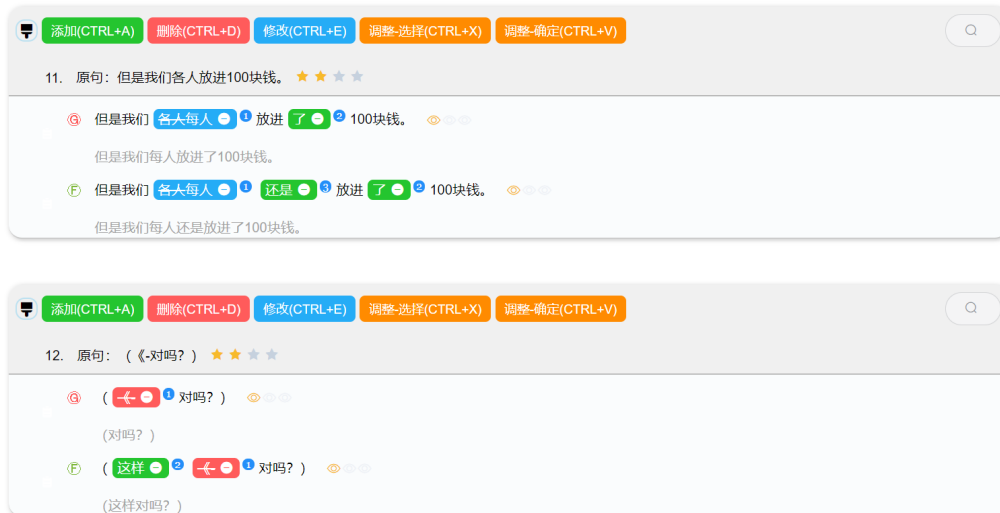 添加(CTRL+A) 删除(CTRL+D) 修改(CTRL+E) 调整-选择(CTRL+X) 调整-确定(CTRL+V)
11. 原句：但是我们各人放进100块钱。
G 但是我们 各人每人 1 放进 了 2 100块钱。
但是我们每人放进了100块钱。
F 但是我们 各人每人 1 还是 3 放进 了 2 100块钱。
但是我们每人还是放进了100块钱。
添加(CTRL+A) 删除(CTRL+D) 修改(CTRL+E) 调整-选择(CTRL+X) 调整-确定(CTRL+V)
12. 原句：（《-对吗？）
G （ 《- 1 对吗？）
(对吗？)
F （ 这样 2 《- 1 对吗？）
(这样对吗？)